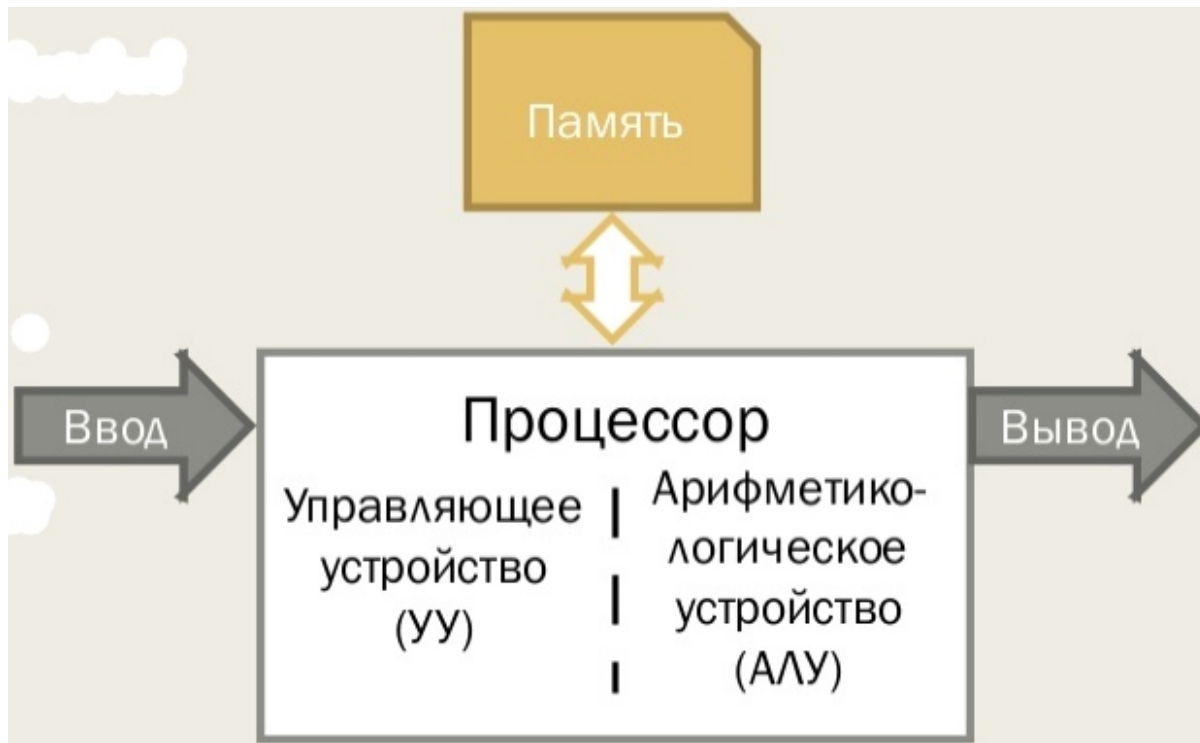 Память
Ввод
Процессор
Вывод
Управляющее
устройство
(УУ)
Арифметико-
логическое
устройство
(АЛУ)